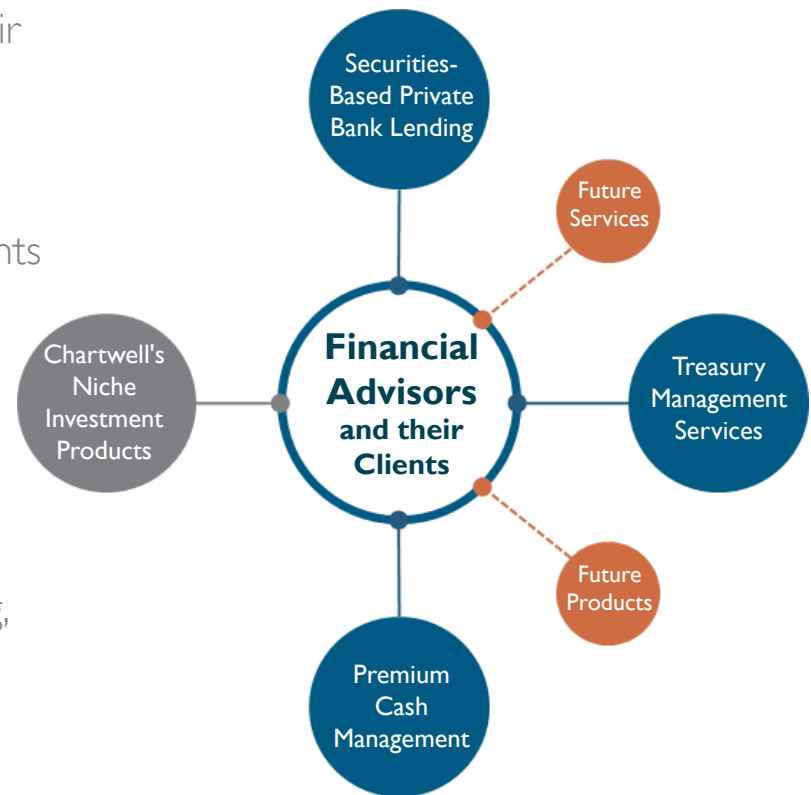 Securities-
Based Private
Bank Lending
Future
Services
Chartwell's
Niche
Investment
Products
Financial
Advisors
and their
Clients
Treasury
Management
Services
Future
Products
Premium
Cash
Management